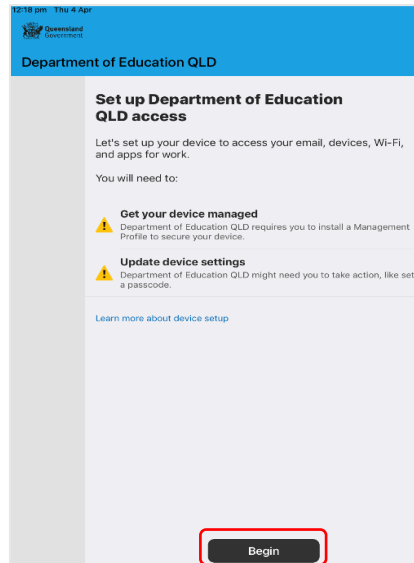 12:18 pm Thu 4 Apr
Queensland
Government
Department of Education QLD
Set up Department of Education
QLD access
Let's set up your device to access your email, devices, Wi-Fi,
and apps for work.
You will need to:
Get your device managed
Department of Education QLD requires you to install a Management
Profile to secure your device.
Update device settings
Department of Education QLD might need you to take action, like set
a passcode.
Learn more about device setup
Begin